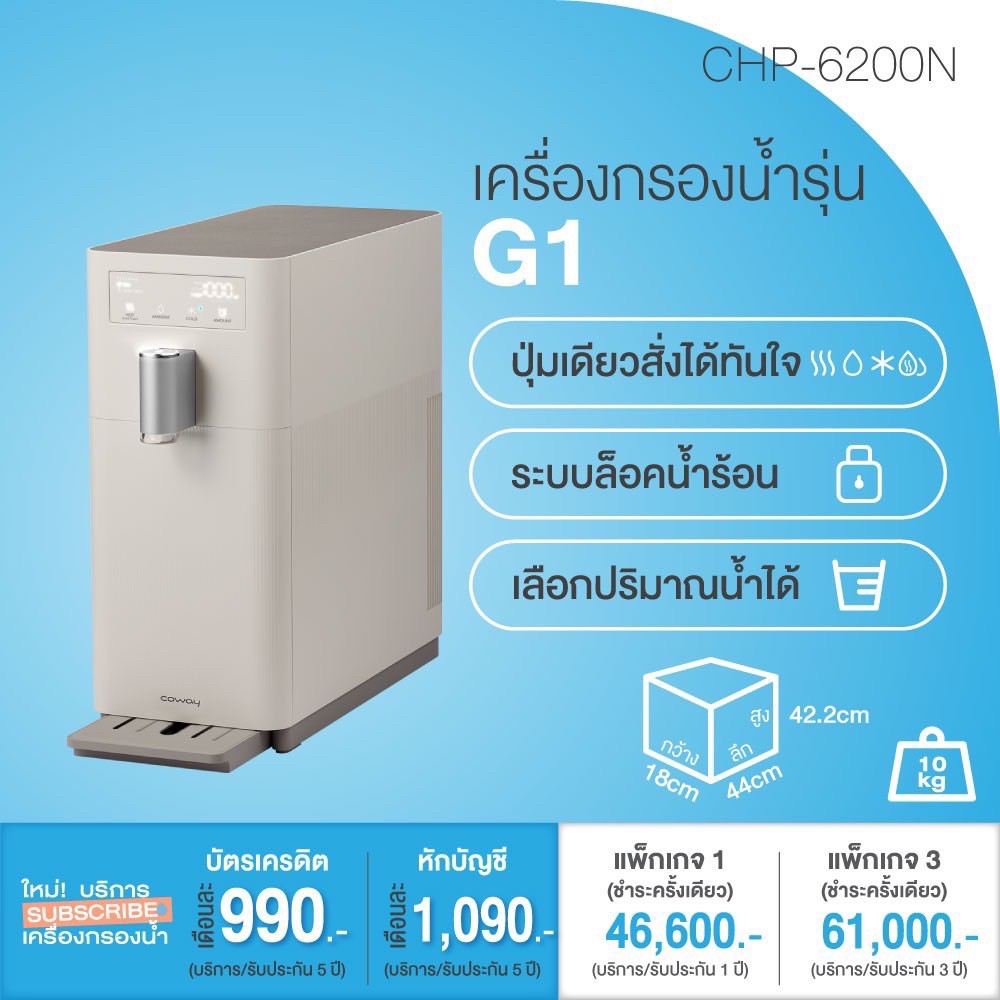 CHP-6200N
เครื่องกรองน้ำรุ่น
G1
1000
HOT
AMBIENT
COLD
AMOUNT
ปุ่มเดียวสั่งได้ทันใจ
ระบบล็อคน้ำร้อน
เลือกปริมาณน้ำได้
coway
สูง 42.2cm
กว้าง 18cm
ลึก 44cm
10
kg
ใหม่! บริการ
SUBSCRIBE
เครื่องกรองน้ำ
บัตรเครดิต
เดือนละ 990.-
(บริการ/รับประกัน 5 ปี)
หักบัญชี
เดือนละ 1,090.-
(บริการ/รับประกัน 5 ปี)
แพ็กเกจ 1
(ชำระครั้งเดียว)
46,600.-
(บริการ/รับประกัน 1 ปี)
แพ็กเกจ 3
(ชำระครั้งเดียว)
61,000.-
(บริการ/รับประกัน 3 ปี)